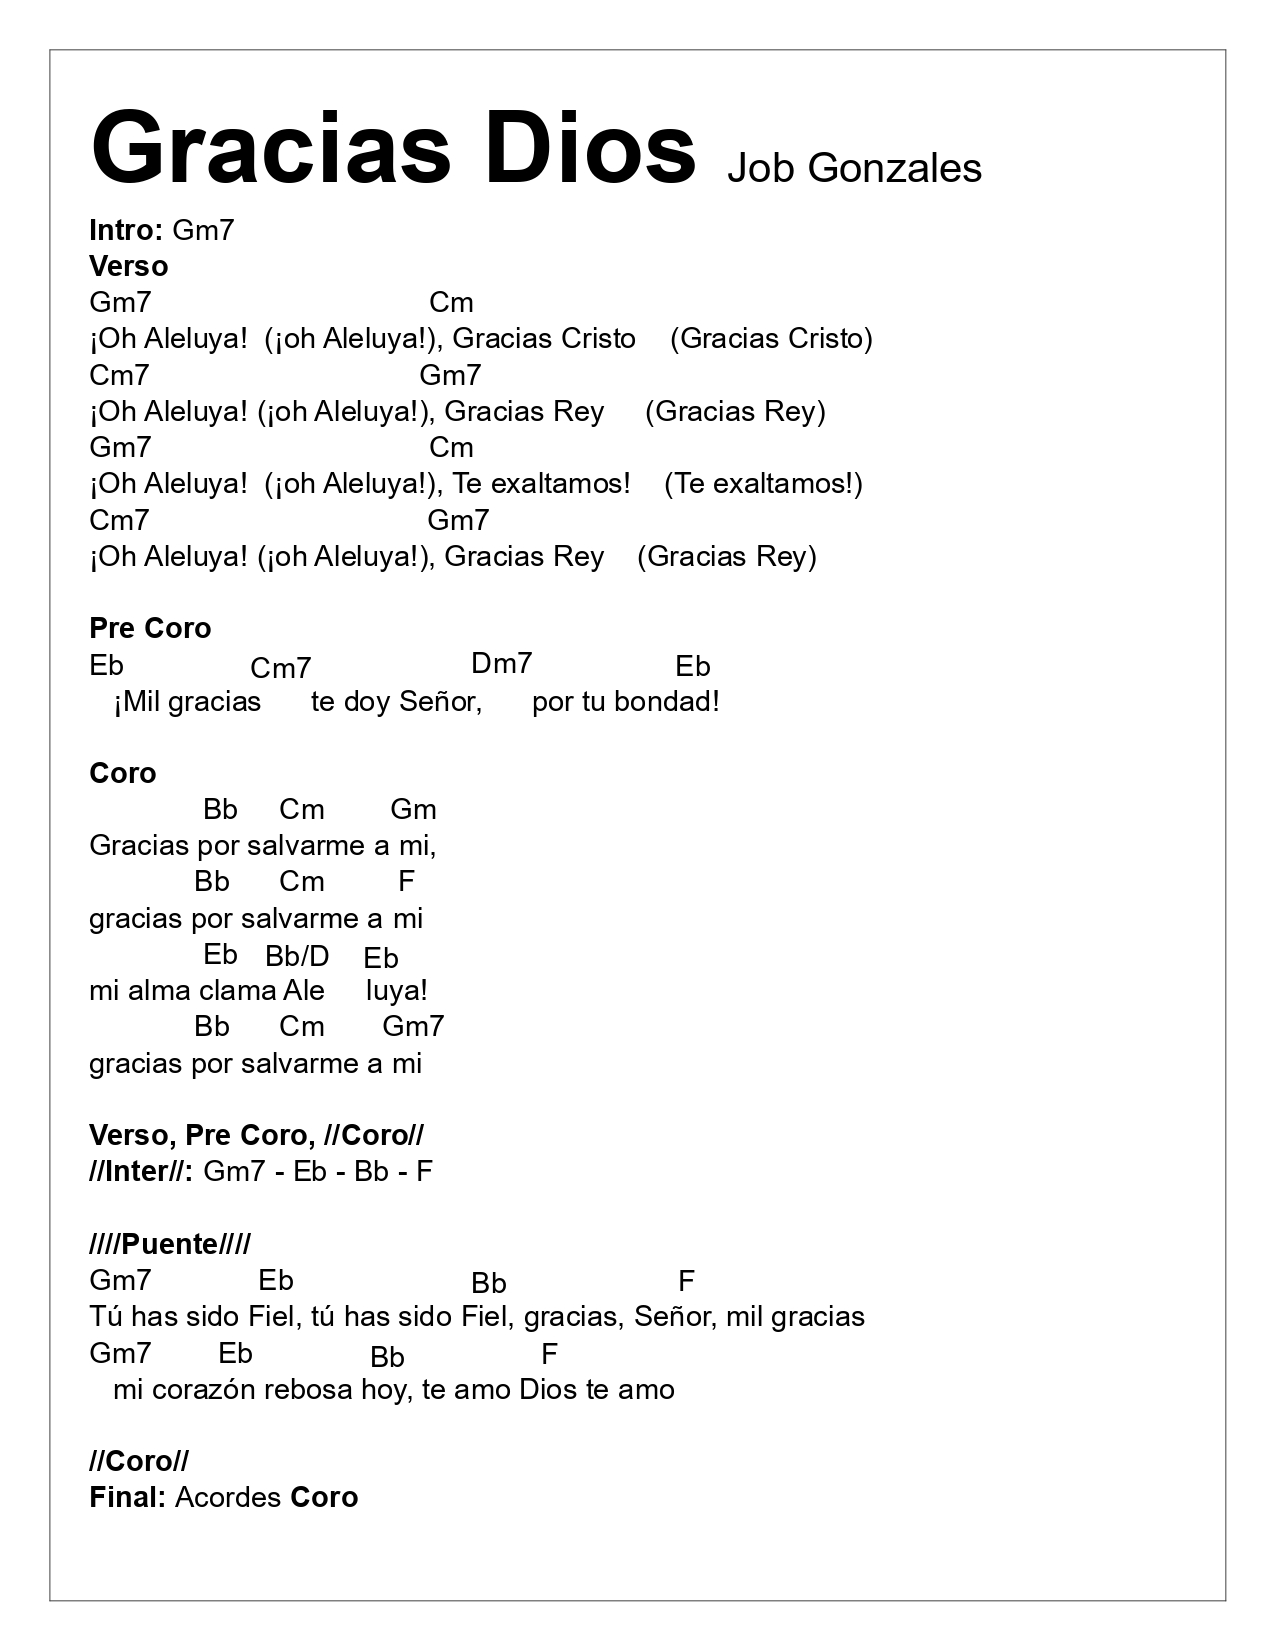 Gracias Dios Job Gonzales
Intro: Gm7
Verso
Gm7 Cm
¡Oh Aleluya! (¡oh Aleluya!), Gracias Cristo (Gracias Cristo)
Cm7 Gm7
¡Oh Aleluya! (¡oh Aleluya!), Gracias Rey (Gracias Rey)
Gm7 Cm
¡Oh Aleluya! (¡oh Aleluya!), Te exaltamos! (Te exaltamos!)
Cm7 Gm7
¡Oh Aleluya! (¡oh Aleluya!), Gracias Rey (Gracias Rey)
Pre Coro
Eb Cm7 Dm7 Eb
¡Mil gracias te doy Señor, por tu bondad!
Coro
Bb Cm Gm
Gracias por salvarme a mi,
Bb Cm F
gracias por salvarme a mi
Eb Bb/D Eb
mi alma clama Ale luya!
Bb Cm Gm7
gracias por salvarme a mi
Verso, Pre Coro, //Coro//
//Inter//: Gm7 - Eb - Bb - F
////Puente////
Gm7 Eb Bb F
Tú has sido Fiel, tú has sido Fiel, gracias, Señor, mil gracias
Gm7 Eb Bb F
mi corazón rebosa hoy, te amo Dios te amo
//Coro//
Final: Acordes Coro